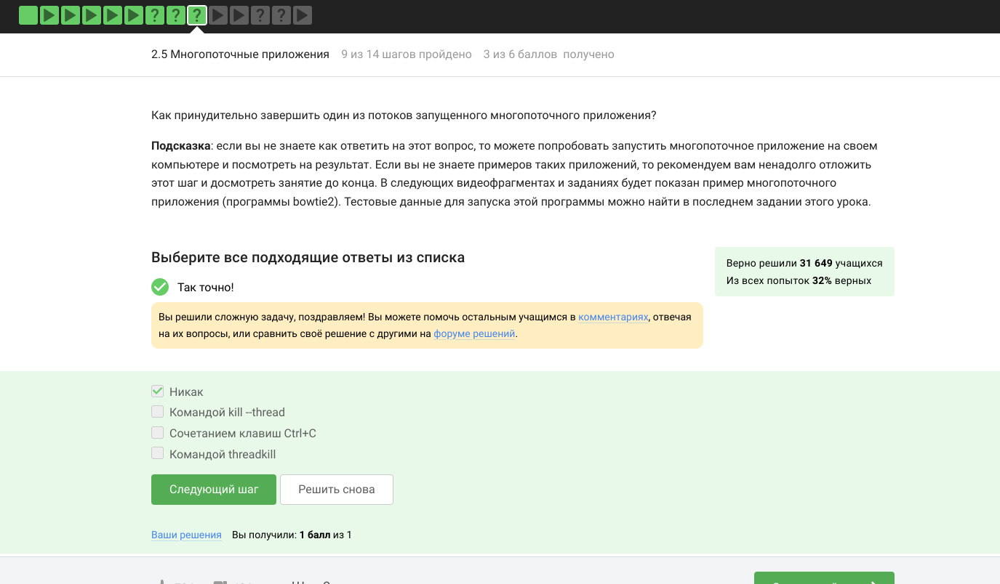 ? ? ? ? ?
2.5 Многопоточные приложения 9 из 14 шагов пройдено 3 из 6 баллов получено
Как принудительно завершить один из потоков запущенного многопоточного приложения?
Подсказка: если вы не знаете как ответить на этот вопрос, то можете попробовать запустить многопоточное приложение на своем
компьютере и посмотреть на результат. Если вы не знаете примеров таких приложений, то рекомендуем вам ненадолго отложить
этот шаг и досмотреть занятие до конца. В следующих видеофрагментах и заданиях будет показан пример многопоточного
приложения (программы bowtie2). Тестовые данные для запуска этой программы можно найти в последнем задании этого урока.
Выберите все подходящие ответы из списка
Верно решили 31 649 учащихся
Из всех попыток 32% верных
Так точно!
Вы решили сложную задачу, поздравляем! Вы можете помочь остальным учащимся в комментариях, отвечая
на их вопросы, или сравнить своё решение с другими на форуме решений.
Никак
Командой kill --thread
Сочетанием клавиш Ctrl+C
Командой threadkill
Следующий шаг Решить снова
Ваши решения Вы получили: 1 балл из 1